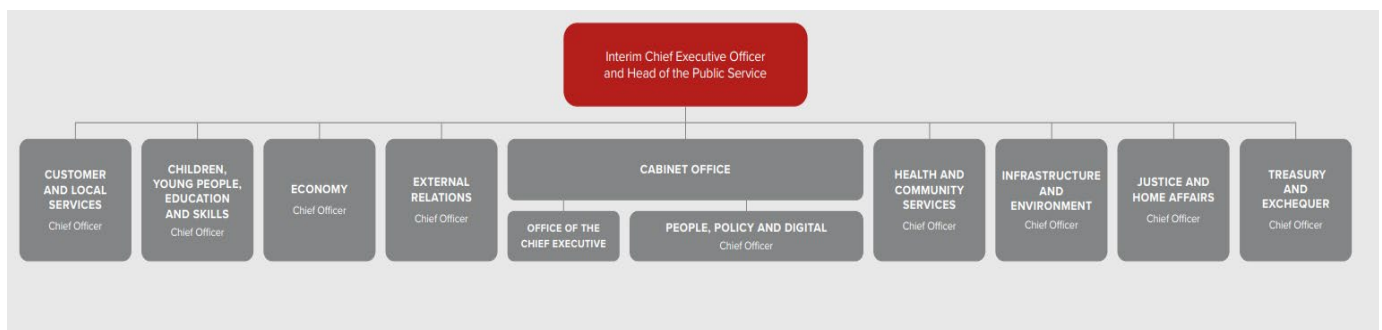 Interim Chief Executive Officer
and Head of the Public Service
CUSTOMER
AND LOCAL
SERVICES
Chief Officer
CHILDREN,
YOUNG PEOPLE,
EDUCATION
AND SKILLS
Chief Officer
ECONOMY
Chief Officer
EXTERNAL
RELATIONS
Chief Officer
CABINET OFFICE
OFFICE OF THE
CHIEF EXECUTIVE
PEOPLE, POLICY AND DIGITAL
Chief Officer
HEALTH AND
COMMUNITY
SERVICES
Chief Officer
INFRASTRUCTURE
AND
ENVIRONMENT
Chief Officer
JUSTICE AND
HOME AFFAIRS
Chief Officer
TREASURY
AND
EXCHEQUER
Chief Officer